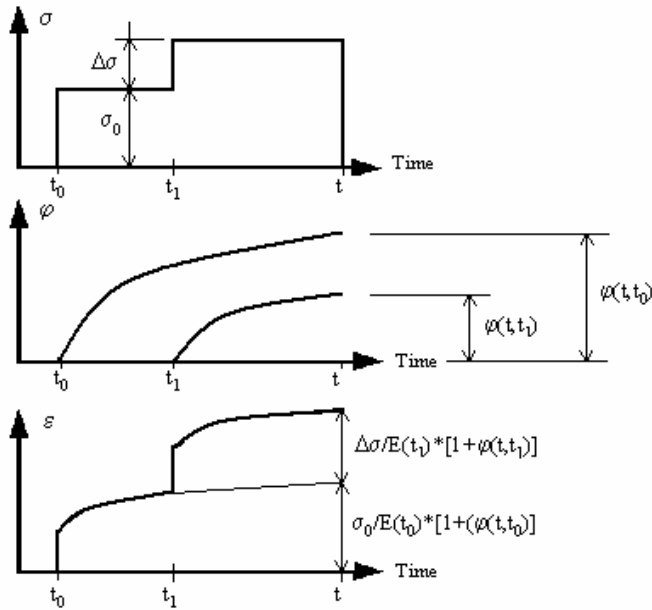 σ
Δσ
σ0
Time
t0
t1
t
φ
φ(t,t0)
φ(t,t1)
Time
t0
t1
t
ε
Δσ/E(t1)*[1+φ(t,t1)]
σ0/E(t0)*[1+(φ(t,t0)]
Time
t0
t1
t